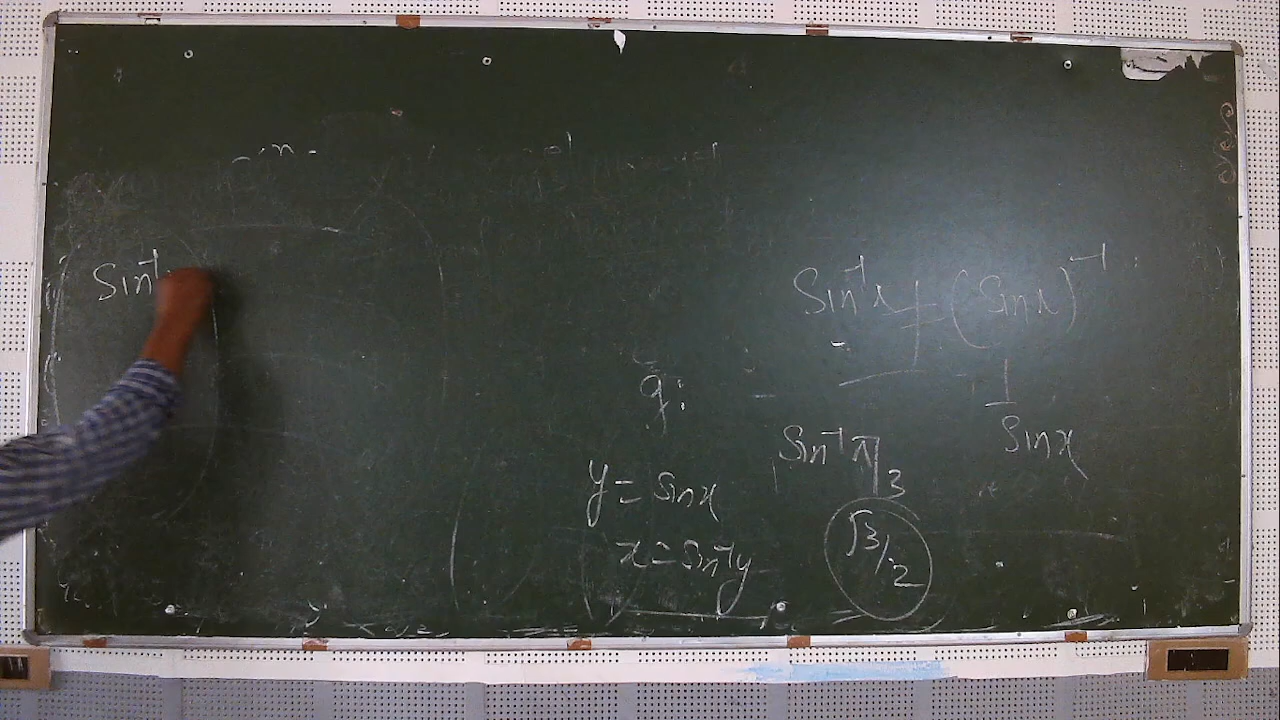 Sin⁻¹
Sin⁻¹x ≠ (Sinx)⁻¹
1
Sinx
q:
Sin⁻¹ π/3
√3/2
y = Sinx
x = Sin⁻¹y